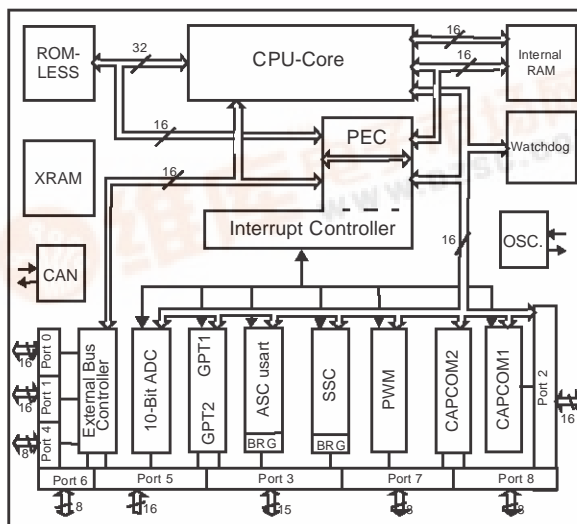 ROM-
LESS
32
CPU-Core
16
16
Internal
RAM
16
PEC
Watchdog
XRAM
16
Interrupt Controller
16
OSC.
CAN
Port 0
16
Port 1
16
Port 4
8
External Bus
Controller
10-Bit ADC
GPT1
GPT2
ASC usart
BRG
SSC
BRG
PWM
CAPCOM2
CAPCOM1
Port 2
16
Port 6
Port 5
Port 3
Port 7
Port 8
8
16
15
8
8